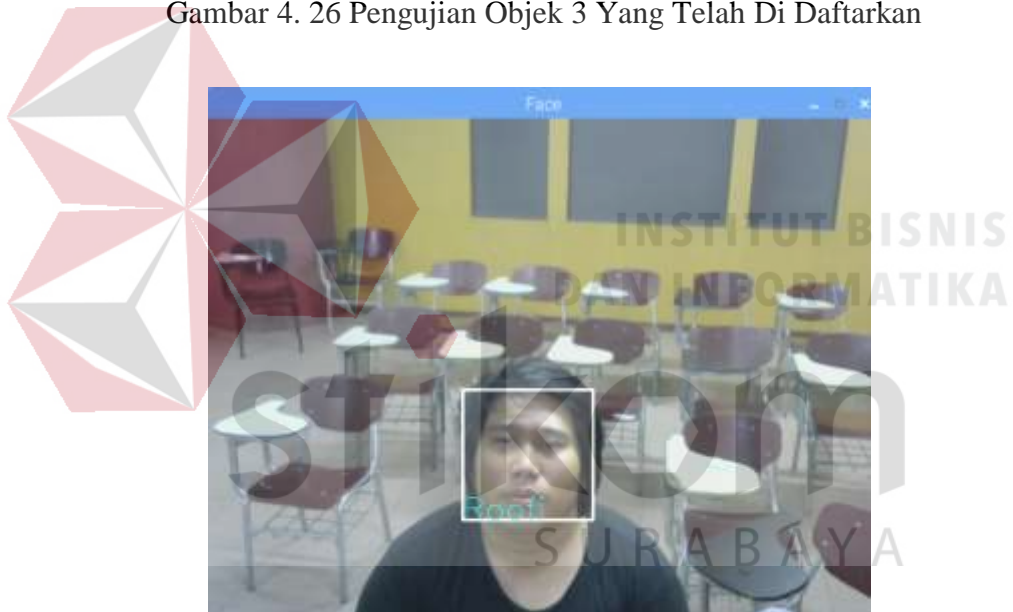 Gambar 4. 26 Pengujian Objek 3 Yang Telah Di Daftarkan
Face
INSTITUT BISNIS
DAN INFORMATIKA
stikom
SURABAYA